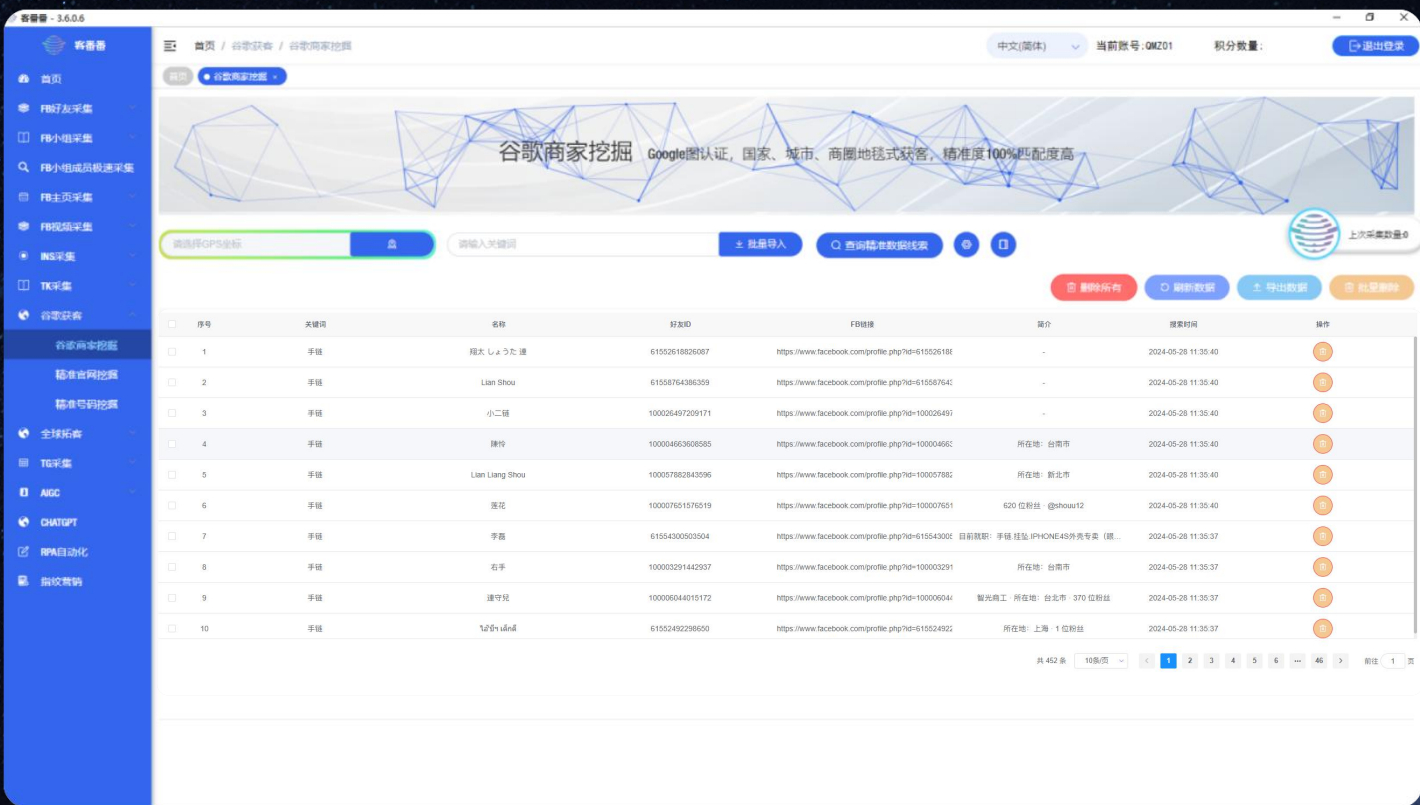 客番番 - 3.6.0.6
客番番
首页 / 谷歌获客 / 谷歌商家挖掘
中文(简体)
当前账号:QMZ01
积分数量:
退出登录
首页
谷歌商家挖掘 ×
首页
FB好友采集
FB小组采集
FB小组成员极速采集
FB主页采集
FB视频采集
INS采集
TK采集
谷歌获客
谷歌商家挖掘
精准官网挖掘
精准号码挖掘
全球拓客
TG采集
AIGC
CHATGPT
RPA自动化
指纹营销
谷歌商家挖掘 Google图认证，国家、城市、商圈地毯式获客，精准度100%匹配度高
请选择GPS坐标
请输入关键词
批量导入
查询精准数据线索
上次采集数量:0
删除所有
刷新数据
导出数据
批量删除
序号 关键词 名称 好友ID FB链接 简介 搜索时间 操作
1 手链 翔太 しょうた 連 61552618826087 https://www.facebook.com/profile.php?id=61552618 - 2024-05-28 11:35:40
2 手链 Lian Shou 61558764386359 https://www.facebook.com/profile.php?id=61558764 - 2024-05-28 11:35:40
3 手链 小二链 100026497209171 https://www.facebook.com/profile.php?id=10002649 - 2024-05-28 11:35:40
4 手链 陳怜 100004663608585 https://www.facebook.com/profile.php?id=10000466 所在地：台南市 2024-05-28 11:35:40
5 手链 Lian Liang Shou 100057882843596 https://www.facebook.com/profile.php?id=100057882 所在地：新北市 2024-05-28 11:35:40
6 手链 莲花 100007651576519 https://www.facebook.com/profile.php?id=100007651 620 位粉丝 · @shouu12 2024-05-28 11:35:40
7 手链 李磊 61554300503504 https://www.facebook.com/profile.php?id=61554300 目前就职：手链.挂坠.IPHONE4S外壳专卖（跟... 2024-05-28 11:35:37
8 手链 右手 100003291442937 https://www.facebook.com/profile.php?id=100003291 所在地：台南市 2024-05-28 11:35:37
9 手链 連守兒 100006044015172 https://www.facebook.com/profile.php?id=10000604 智光商工 · 所在地：台北市 · 370 位粉丝 2024-05-28 11:35:37
10 手链 61552492298650 https://www.facebook.com/profile.php?id=61552492 所在地：上海 · 1 位粉丝 2024-05-28 11:35:37
共 452 条 10条/页 < 1 2 3 4 5 6 ··· 46 > 前往 1 页